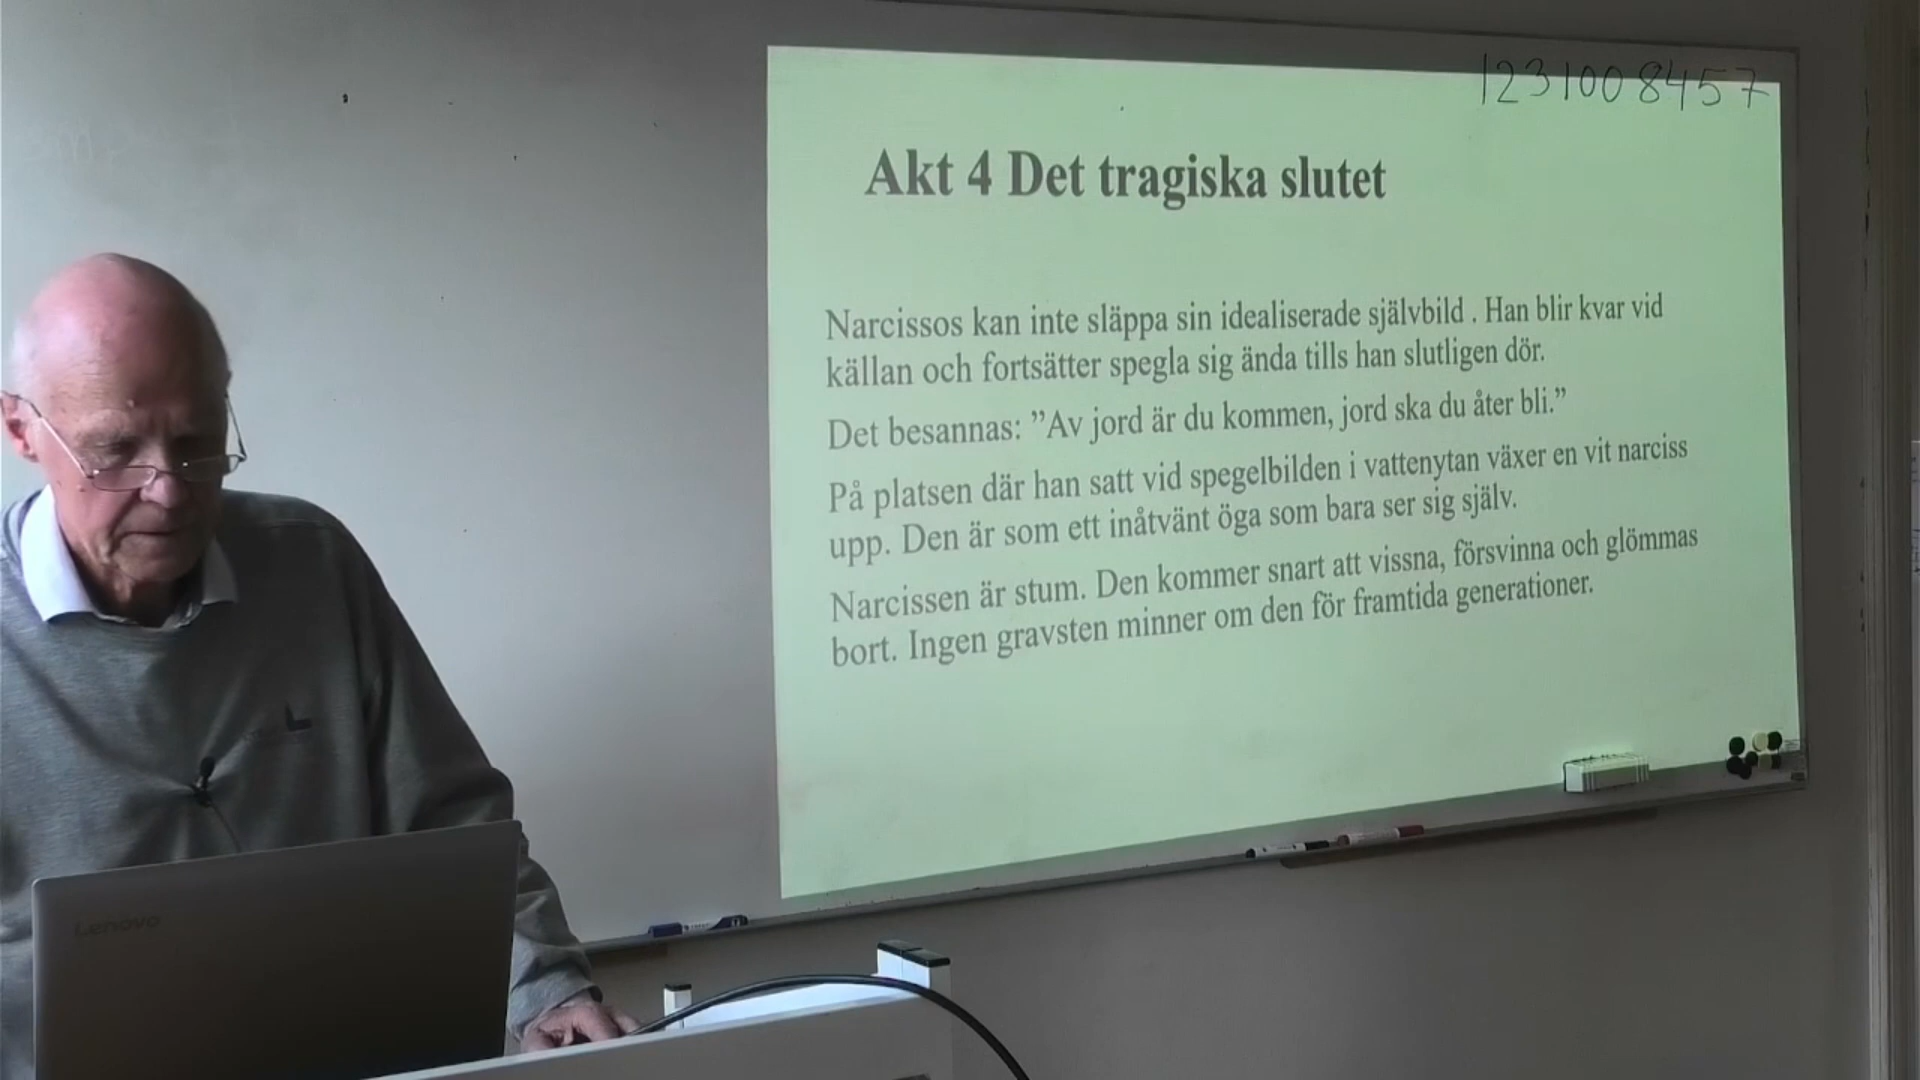 1231008457
Akt 4 Det tragiska slutet
Narcissos kan inte släppa sin idealiserade självbild . Han blir kvar vid
källan och fortsätter spegla sig ända tills han slutligen dör.
Det besannas: ”Av jord är du kommen, jord ska du åter bli.”
På platsen där han satt vid spegelbilden i vattenytan växer en vit narciss
upp. Den är som ett inåtvänt öga som bara ser sig själv.
Narcissen är stum. Den kommer snart att vissna, försvinna och glömmas
bort. Ingen gravsten minner om den för framtida generationer.
Lenovo